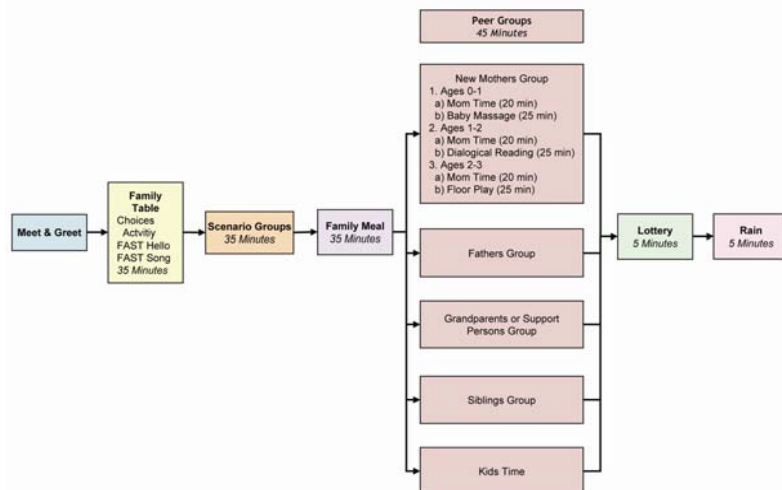 Meet & Greet
Family
Table
Choices
Actvitiy
FAST Hello
FAST Song
35 Minutes
Scenario Groups
35 Minutes
Family Meal
35 Minutes
Peer Groups
45 Minutes
New Mothers Group
1. Ages 0-1
a) Mom Time (20 min)
b) Baby Massage (25 min)
2. Ages 1-2
a) Mom Time (20 min)
b) Dialogical Reading (25 min)
3. Ages 2-3
a) Mom Time (20 min)
b) Floor Play (25 min)
Fathers Group
Grandparents or Support
Persons Group
Siblings Group
Kids Time
Lottery
5 Minutes
Rain
5 Minutes